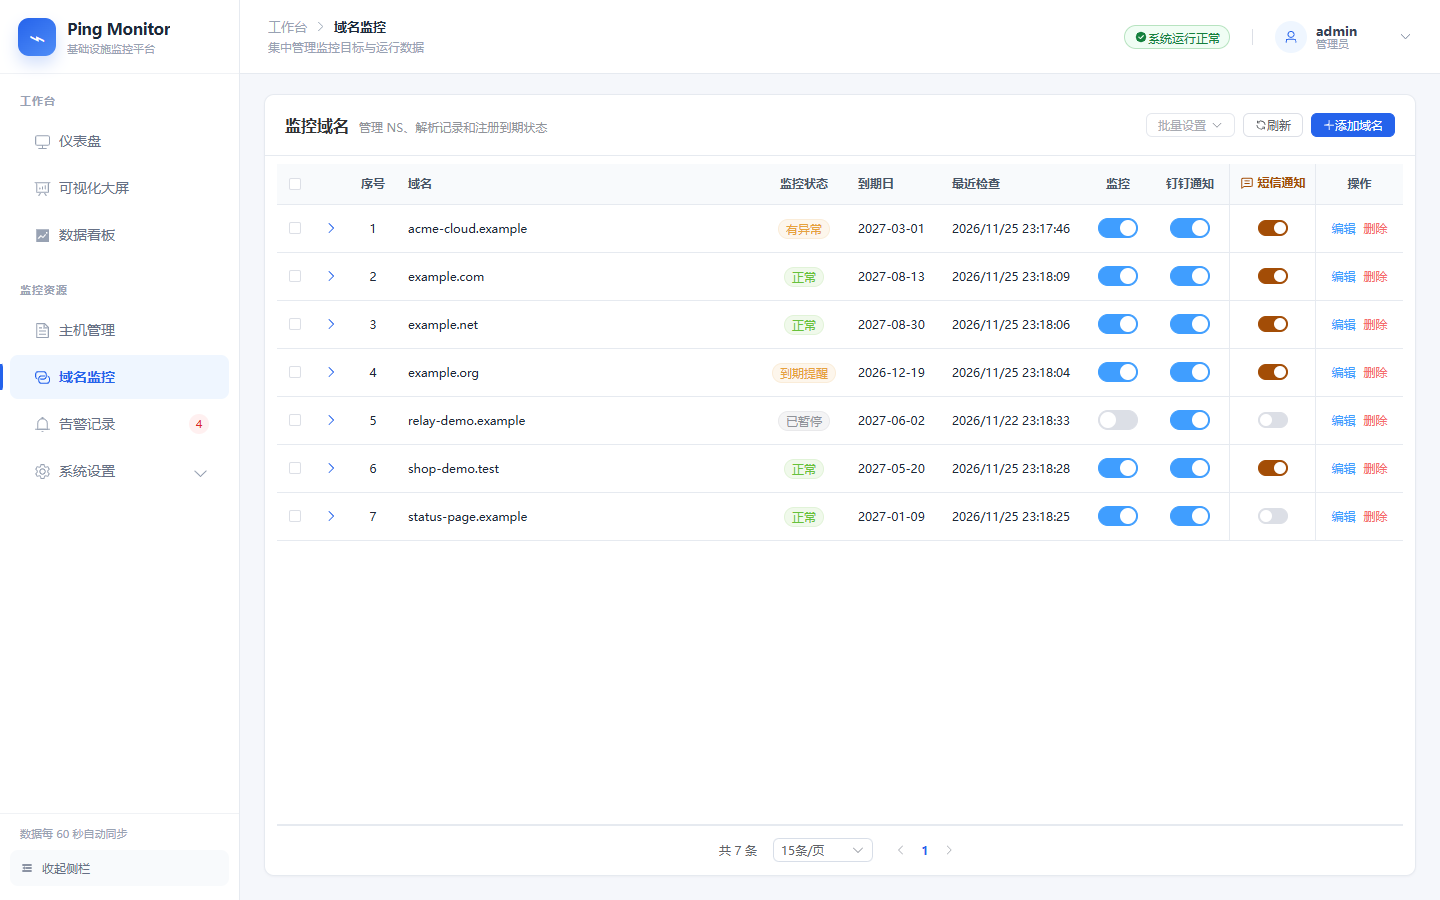 Ping Monitor
基础设施监控平台
工作台
仪表盘
可视化大屏
数据看板
监控资源
主机管理
域名监控
告警记录 4
系统设置
数据每 60 秒自动同步
收起侧栏
工作台 域名监控
集中管理监控目标与运行数据
系统运行正常
admin
管理员
监控域名 管理 NS、解析记录和注册到期状态
批量设置 刷新 添加域名
序号 域名 监控状态 到期日 最近检查 监控 钉钉通知 短信通知 操作
1 acme-cloud.example 有异常 2027-03-01 2026/11/25 23:17:46 编辑 删除
2 example.com 正常 2027-08-13 2026/11/25 23:18:09 编辑 删除
3 example.net 正常 2027-08-30 2026/11/25 23:18:06 编辑 删除
4 example.org 到期提醒 2026-12-19 2026/11/25 23:18:04 编辑 删除
5 relay-demo.example 已暂停 2027-06-02 2026/11/22 23:18:33 编辑 删除
6 shop-demo.test 正常 2027-05-20 2026/11/25 23:18:28 编辑 删除
7 status-page.example 正常 2027-01-09 2026/11/25 23:18:25 编辑 删除
共 7 条 15条/页 1